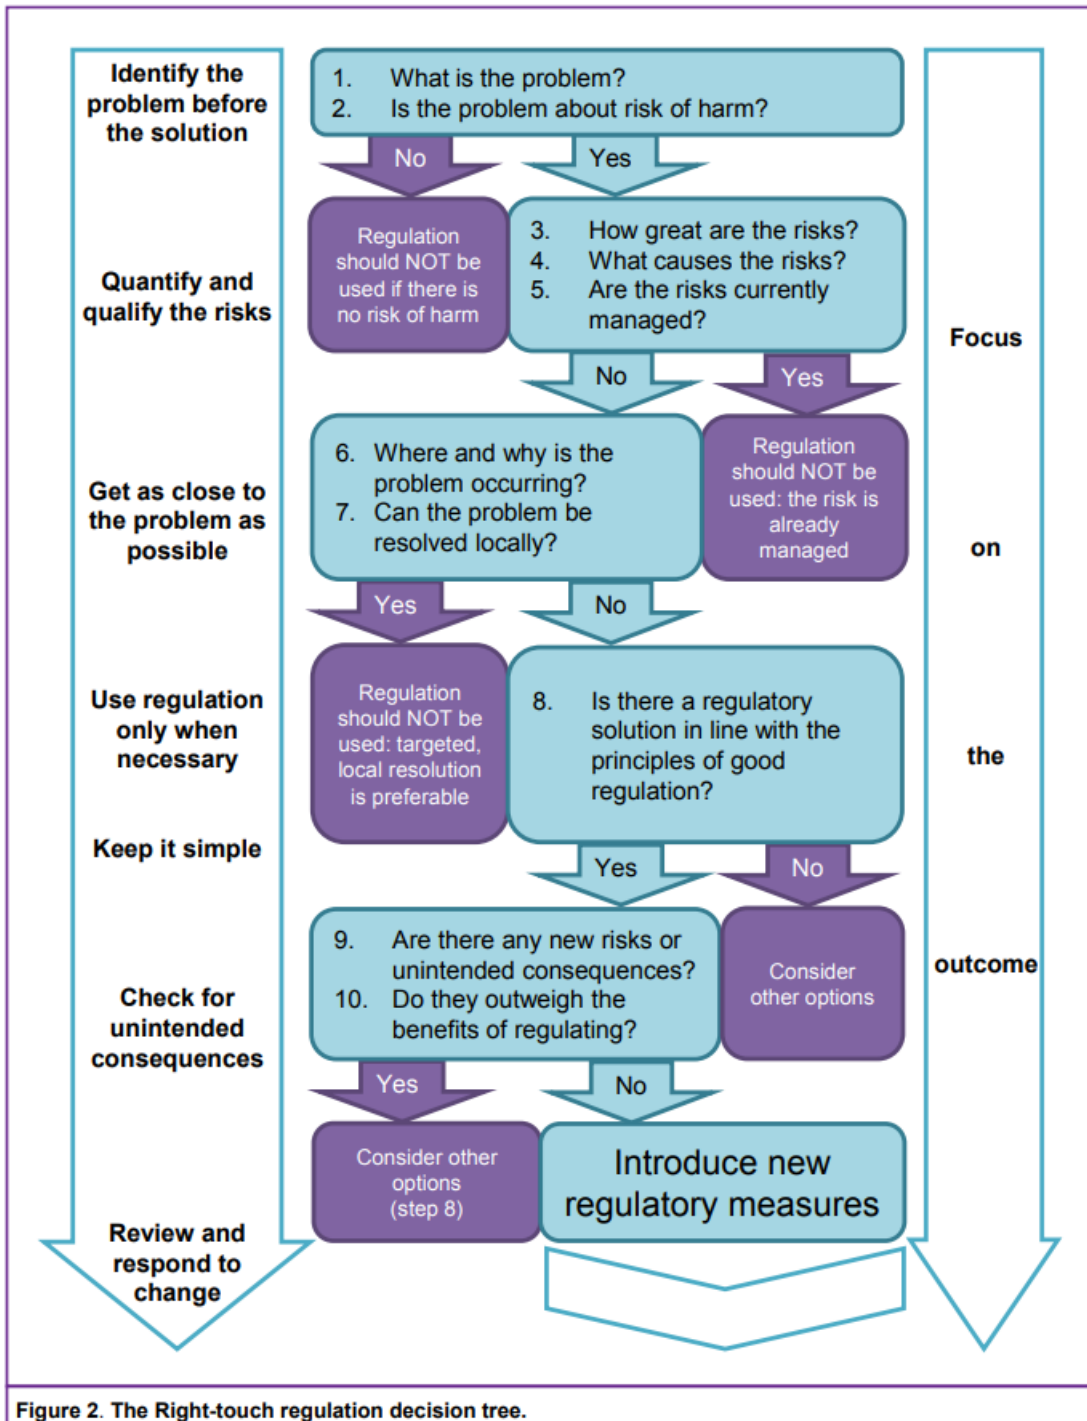 Identify the
problem before
the solution
1. What is the problem?
2. Is the problem about risk of harm?
No
Yes
Quantify and
qualify the risks
Regulation
should NOT be
used if there is
no risk of harm
3. How great are the risks?
4. What causes the risks?
5. Are the risks currently
managed?
No
Yes
Get as close to
the problem as
possible
6. Where and why is the
problem occurring?
7. Can the problem be
resolved locally?
Regulation
should NOT be
used: the risk is
already
managed
Yes
No
Use regulation
only when
necessary
Keep it simple
Regulation
should NOT be
used: targeted,
local resolution
is preferable
8. Is there a regulatory
solution in line with the
principles of good
regulation?
Yes
No
Check for
unintended
consequences
9. Are there any new risks or
unintended consequences?
10. Do they outweigh the
benefits of regulating?
Consider
other options
Yes
No
Review and
respond to
change
Consider other
options
(step 8)
Introduce new
regulatory measures
Focus
on
the
outcome
Figure 2. The Right-touch regulation decision tree.